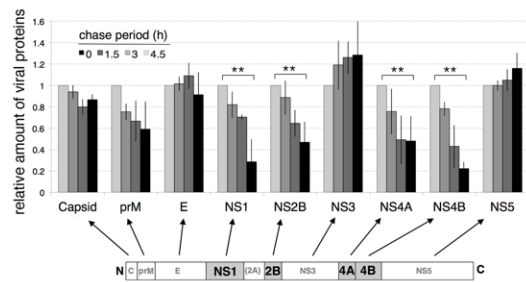 relative amount of viral proteins
1.6
1.4
1.2
1
0.8
0.6
0.4
0.2
0
chase period (h)
0 1.5 3 4.5
** ** ** **
Capsid prM E NS1 NS2B NS3 NS4A NS4B NS5
N C prM E NS1 (2A) 2B NS3 4A 4B NS5 C